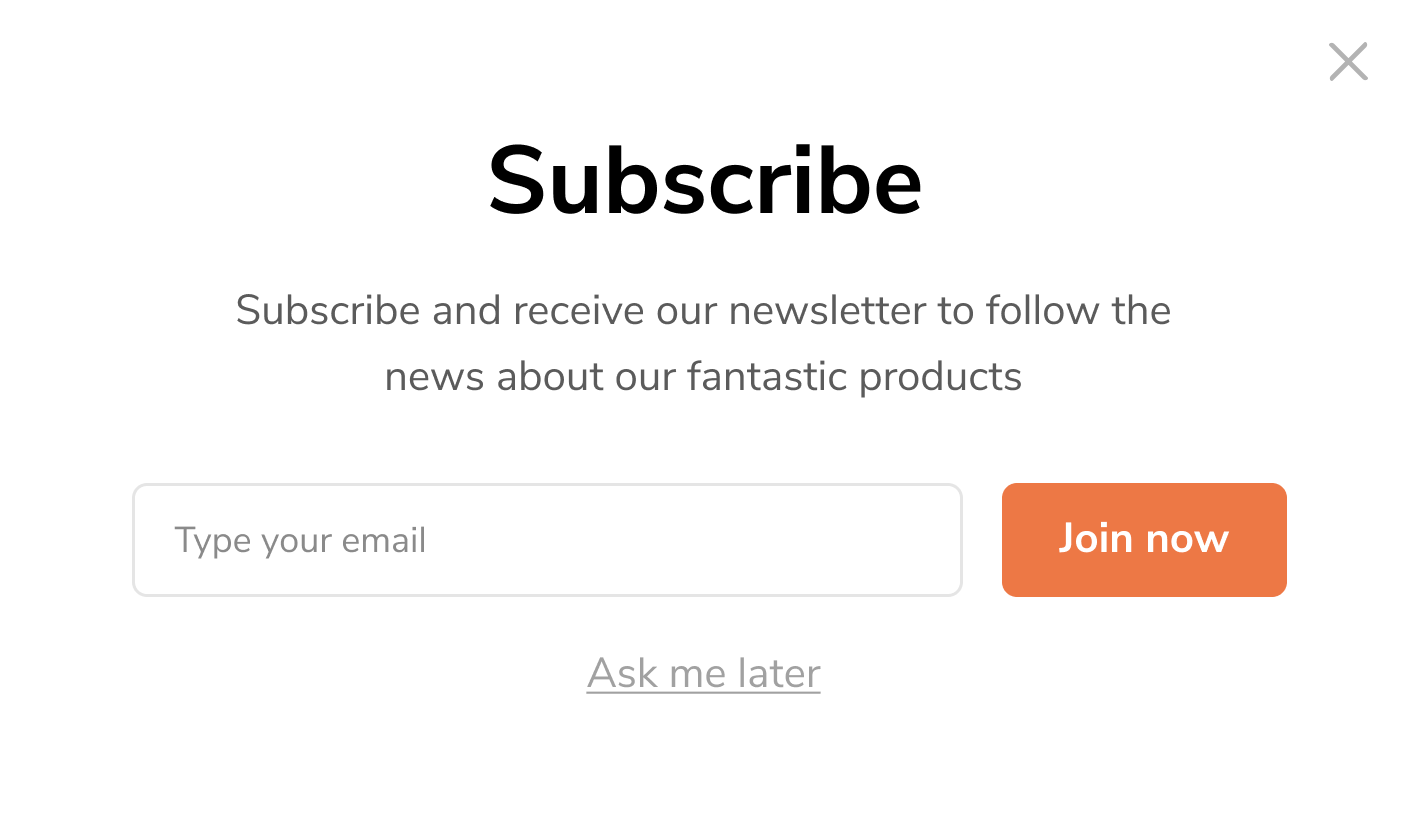 Subscribe
Subscribe and receive our newsletter to follow the
news about our fantastic products
Type your email
Join now
Ask me later